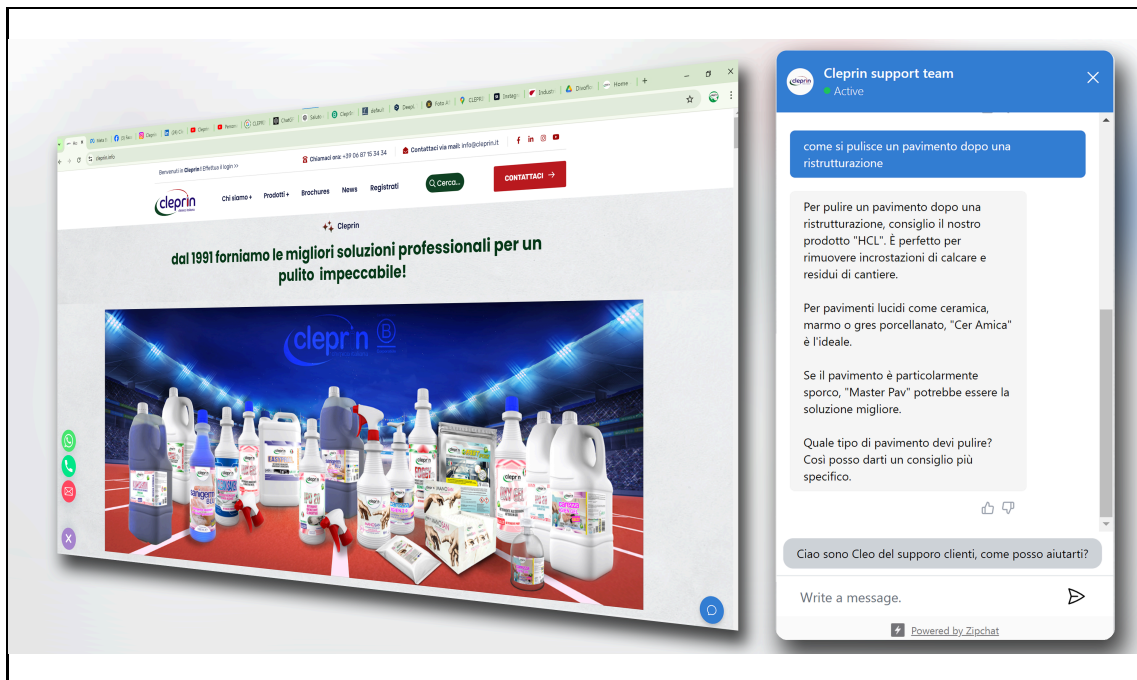 cleprin.info
Benvenuti in Cleprin! Effettua il login >>
Chiamaci ora: +39 06 87 15 34 34
Contattaci via mail: info@cleprin.it
cleprin
Chi siamo +
Prodotti +
Brochures
News
Registrati
Cerca...
CONTATTACI →
Cleprin
dal 1991 forniamo le migliori soluzioni professionali per un
pulito impeccabile!
cleprin
Cleprin support team
Active
come si pulisce un pavimento dopo una
ristrutturazione
Per pulire un pavimento dopo una
ristrutturazione, consiglio il nostro
prodotto "HCL". È perfetto per
rimuovere incrostazioni di calcare e
residui di cantiere.
Per pavimenti lucidi come ceramica,
marmo o gres porcellanato, "Cer Amica"
è l'ideale.
Se il pavimento è particolarmente
sporco, "Master Pav" potrebbe essere la
soluzione migliore.
Quale tipo di pavimento devi pulire?
Così posso darti un consiglio più
specifico.
Ciao sono Cleo del supporo clienti, come posso aiutarti?
Write a message.
Powered by Zipchat